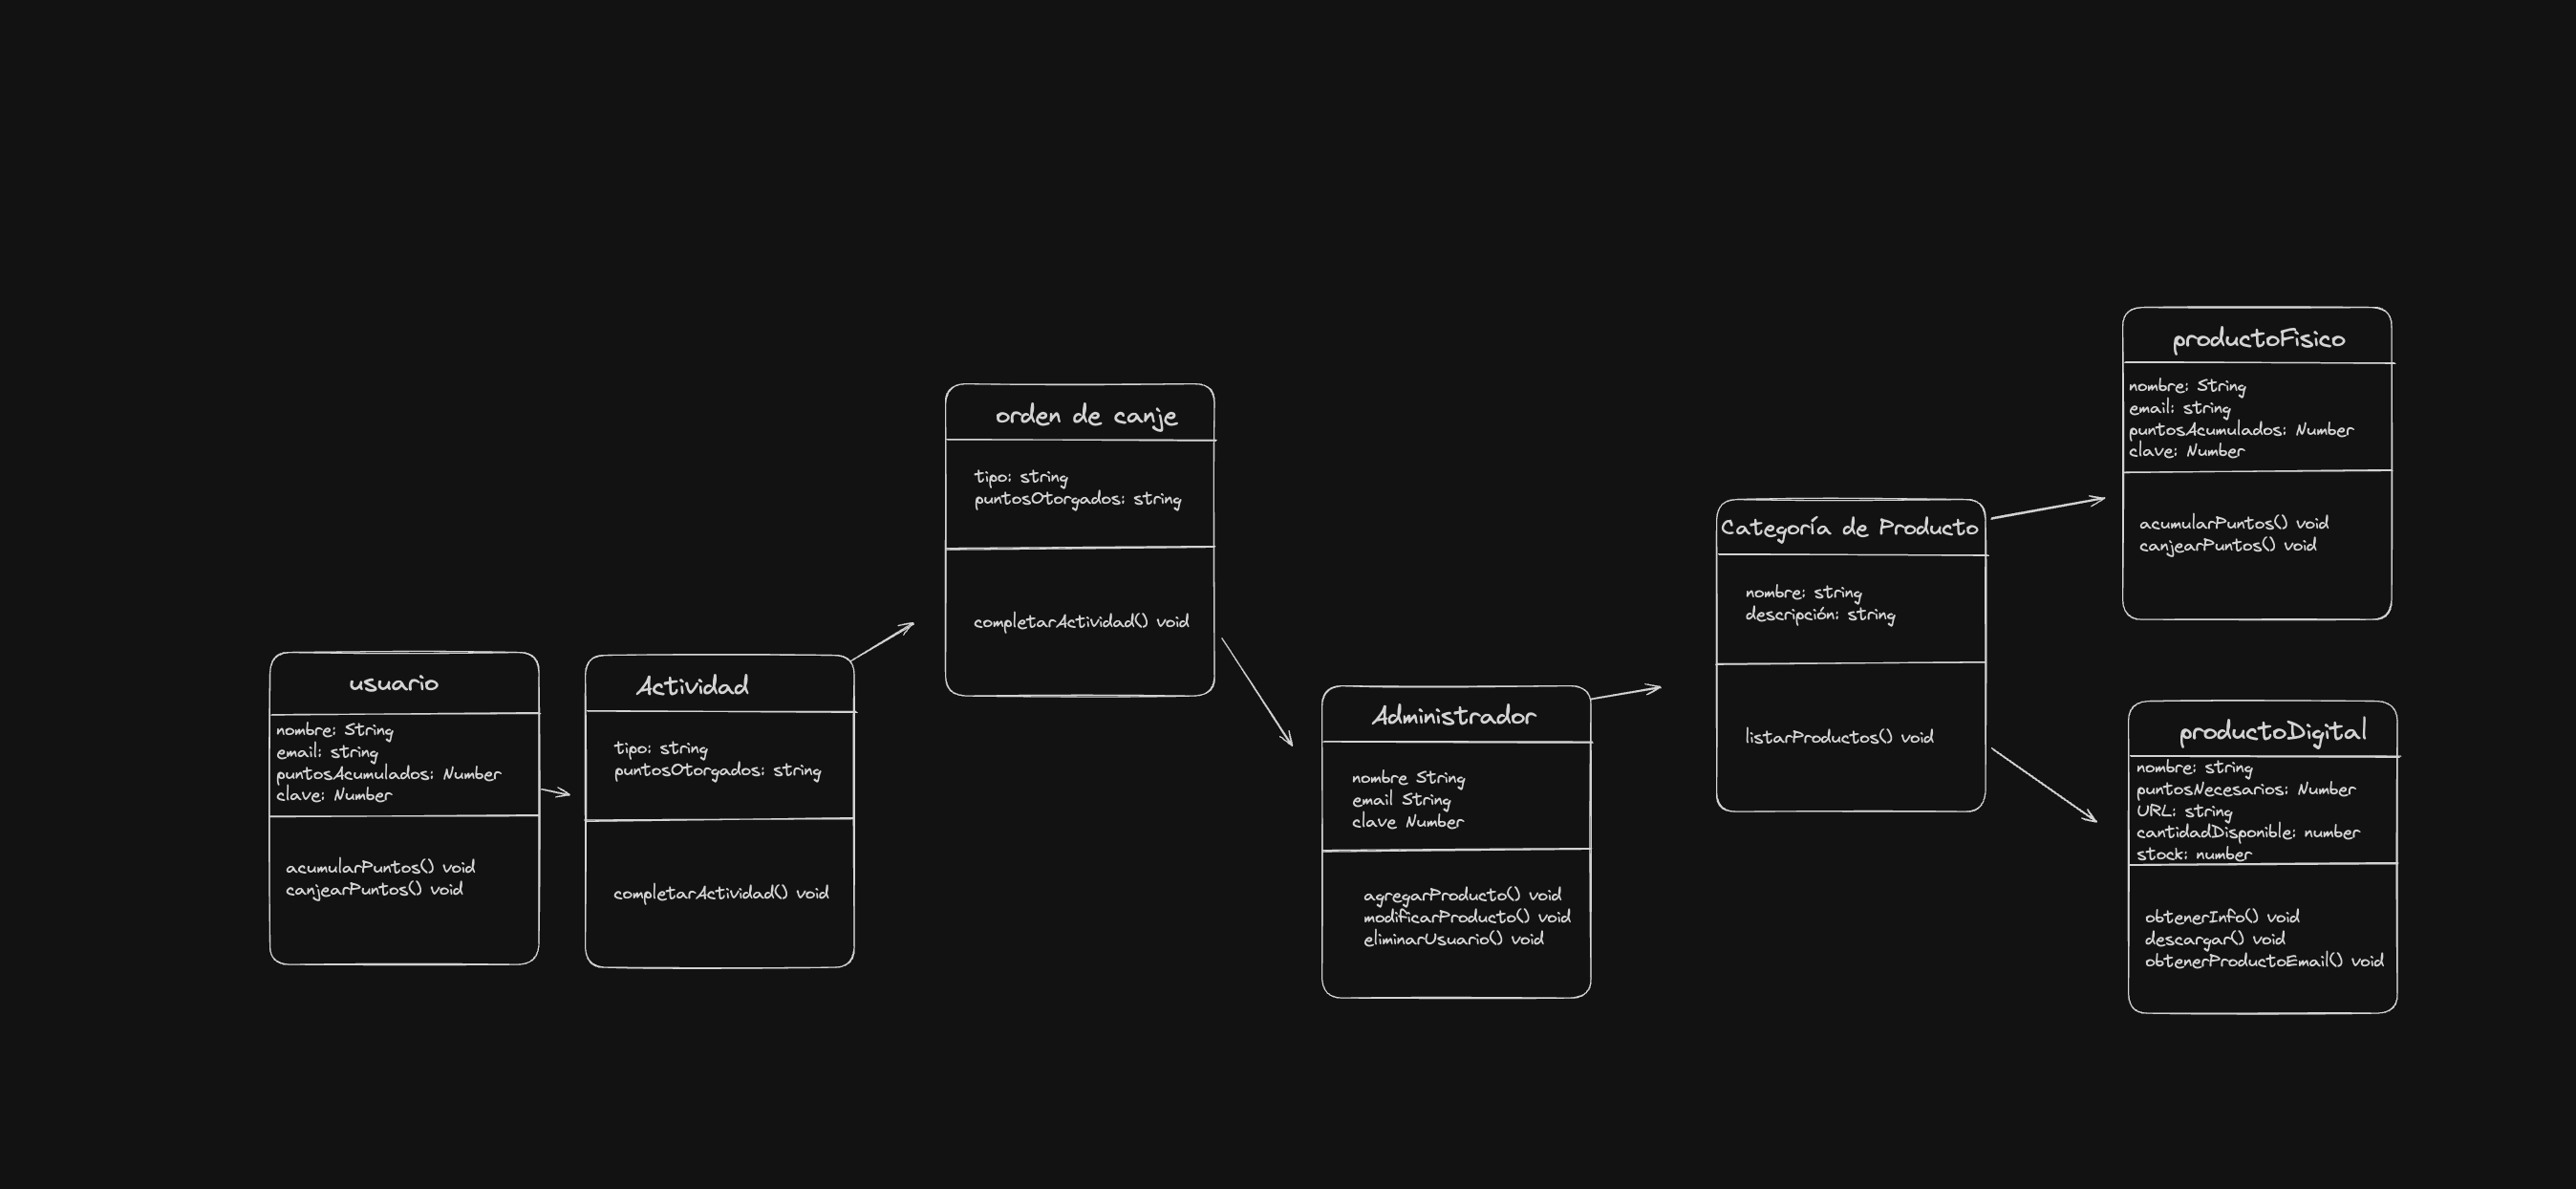 usuario
nombre: String
email: string
puntosAcumulados: Number
clave: Number
acumularPuntos() void
canjearPuntos() void
Actividad
tipo: string
puntosOtorgados: string
completarActividad() void
orden de canje
tipo: string
puntosOtorgados: string
completarActividad() void
Administrador
nombre String
email String
clave Number
agregarProducto() void
modificarProducto() void
eliminarUsuario() void
Categoría de Producto
nombre: string
descripción: string
listarProductos() void
productoFisico
nombre: String
email: string
puntosAcumulados: Number
clave: Number
acumularPuntos() void
canjearPuntos() void
productoDigital
nombre: string
puntosNecesarios: Number
URL: string
cantidadDisponible: number
stock: number
obtenerInfo() void
descargar() void
obtenerProductoEmail() void